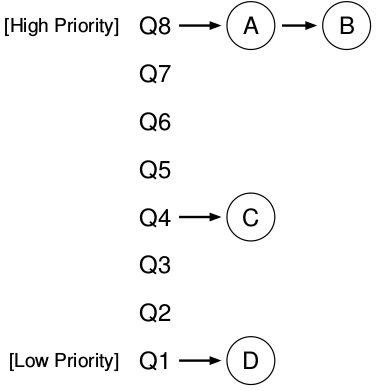 [High Priority] Q8 A B
Q7
Q6
Q5
Q4 C
Q3
Q2
[Low Priority] Q1 D